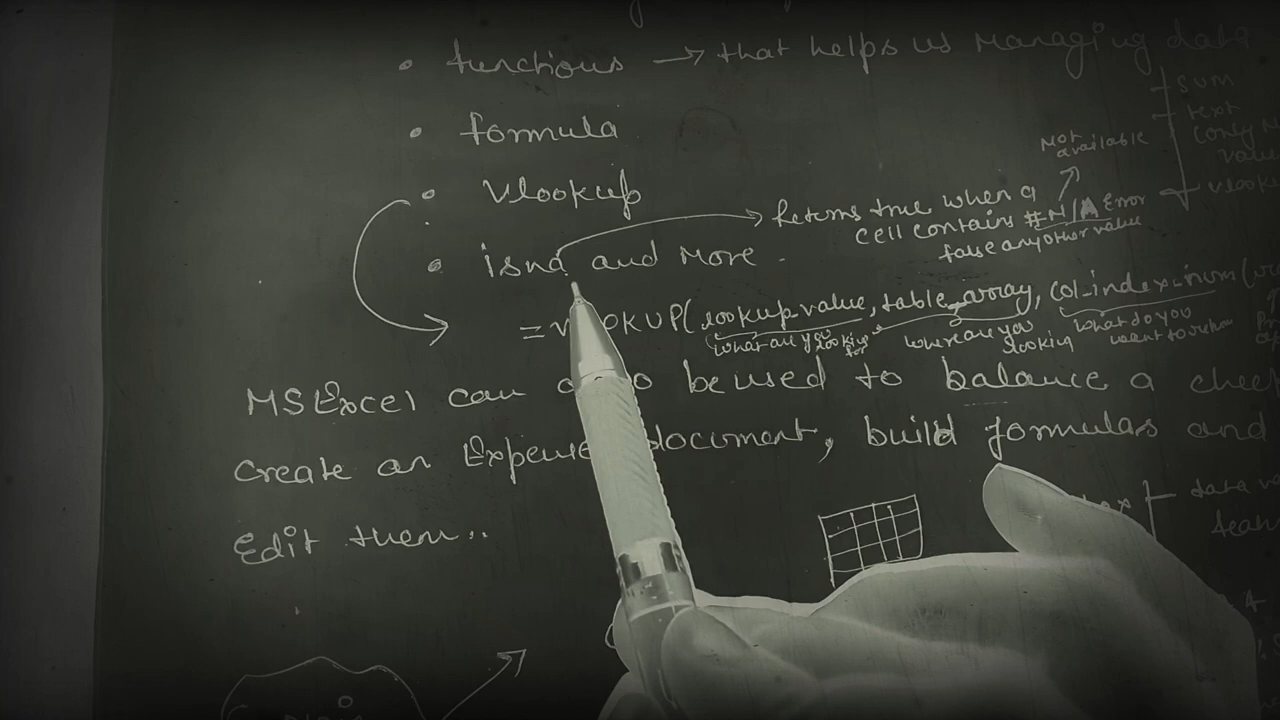 • functions → that helps us managing data
sum
• formula
text
Not available
(only
• Vlookup
vlookup
Returns true when a
cell contains #N/A Error
false any other value
• isna and more.
=VLOOKUP(lookup value, table_array, col_index_num(
what are you looking for
where are you looking
what do you want to return
MS Excel can also be used to balance a
create an Expense document, build formulas and
Edit them..
data